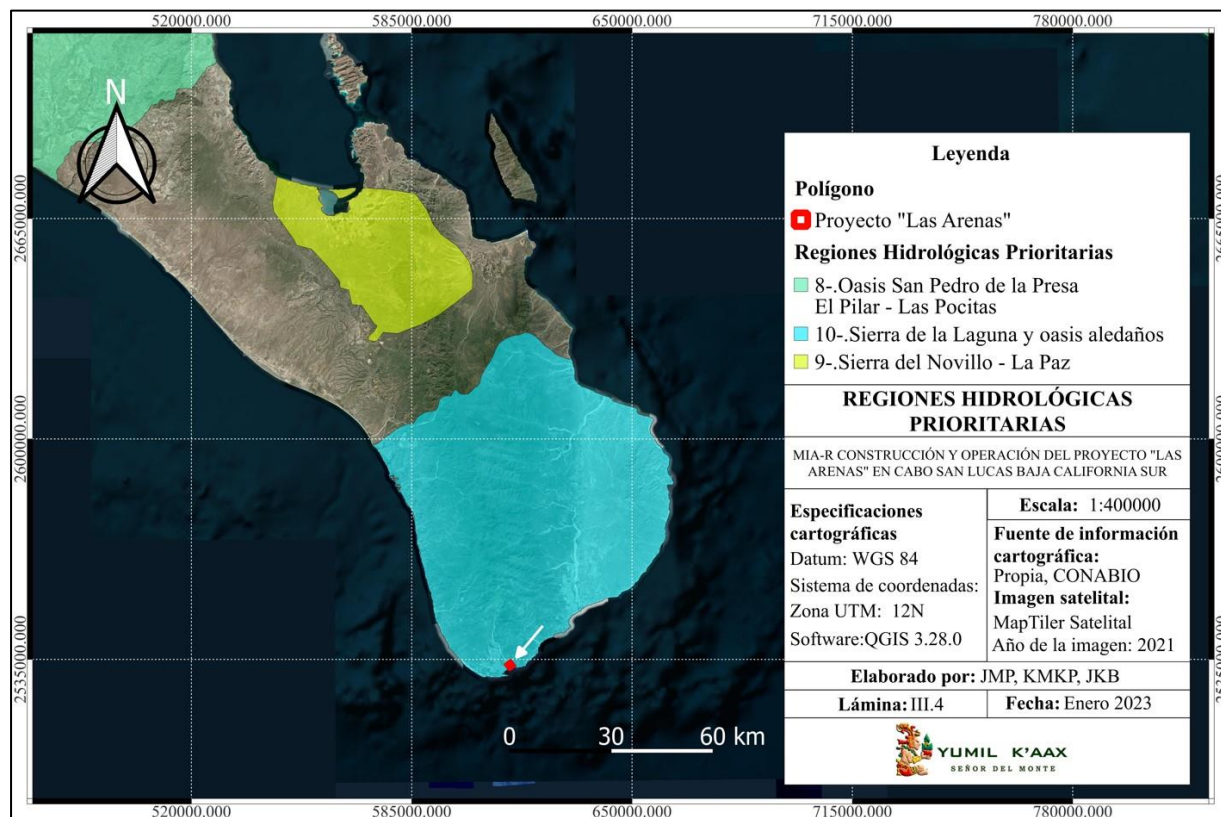 520000.000 585000.000 650000.000 715000.000 780000.000
N
2665000.000
2665000.000
2600000.000
2600000.000
2535000.000
2535000.000
0 30 60 km
520000.000 585000.000 650000.000 715000.000 780000.000
Leyenda
Polígono
Proyecto "Las Arenas"
Regiones Hidrológicas Prioritarias
8-.Oasis San Pedro de la Presa
El Pilar - Las Pocitas
10-.Sierra de la Laguna y oasis aledaños
9-.Sierra del Novillo - La Paz
REGIONES HIDROLÓGICAS
PRIORITARIAS
MIA-R CONSTRUCCIÓN Y OPERACIÓN DEL PROYECTO "LAS
ARENAS" EN CABO SAN LUCAS BAJA CALIFORNIA SUR
Especificaciones
cartográficas
Datum: WGS 84
Sistema de coordenadas:
Zona UTM: 12N
Software:QGIS 3.28.0
Escala: 1:400000
Fuente de información
cartográfica:
Propia, CONABIO
Imagen satelital:
MapTiler Satelital
Año de la imagen: 2021
Elaborado por: JMP, KMKP, JKB
Lámina: III.4
Fecha: Enero 2023
YUMIL K'AAX
SEÑOR DEL MONTE